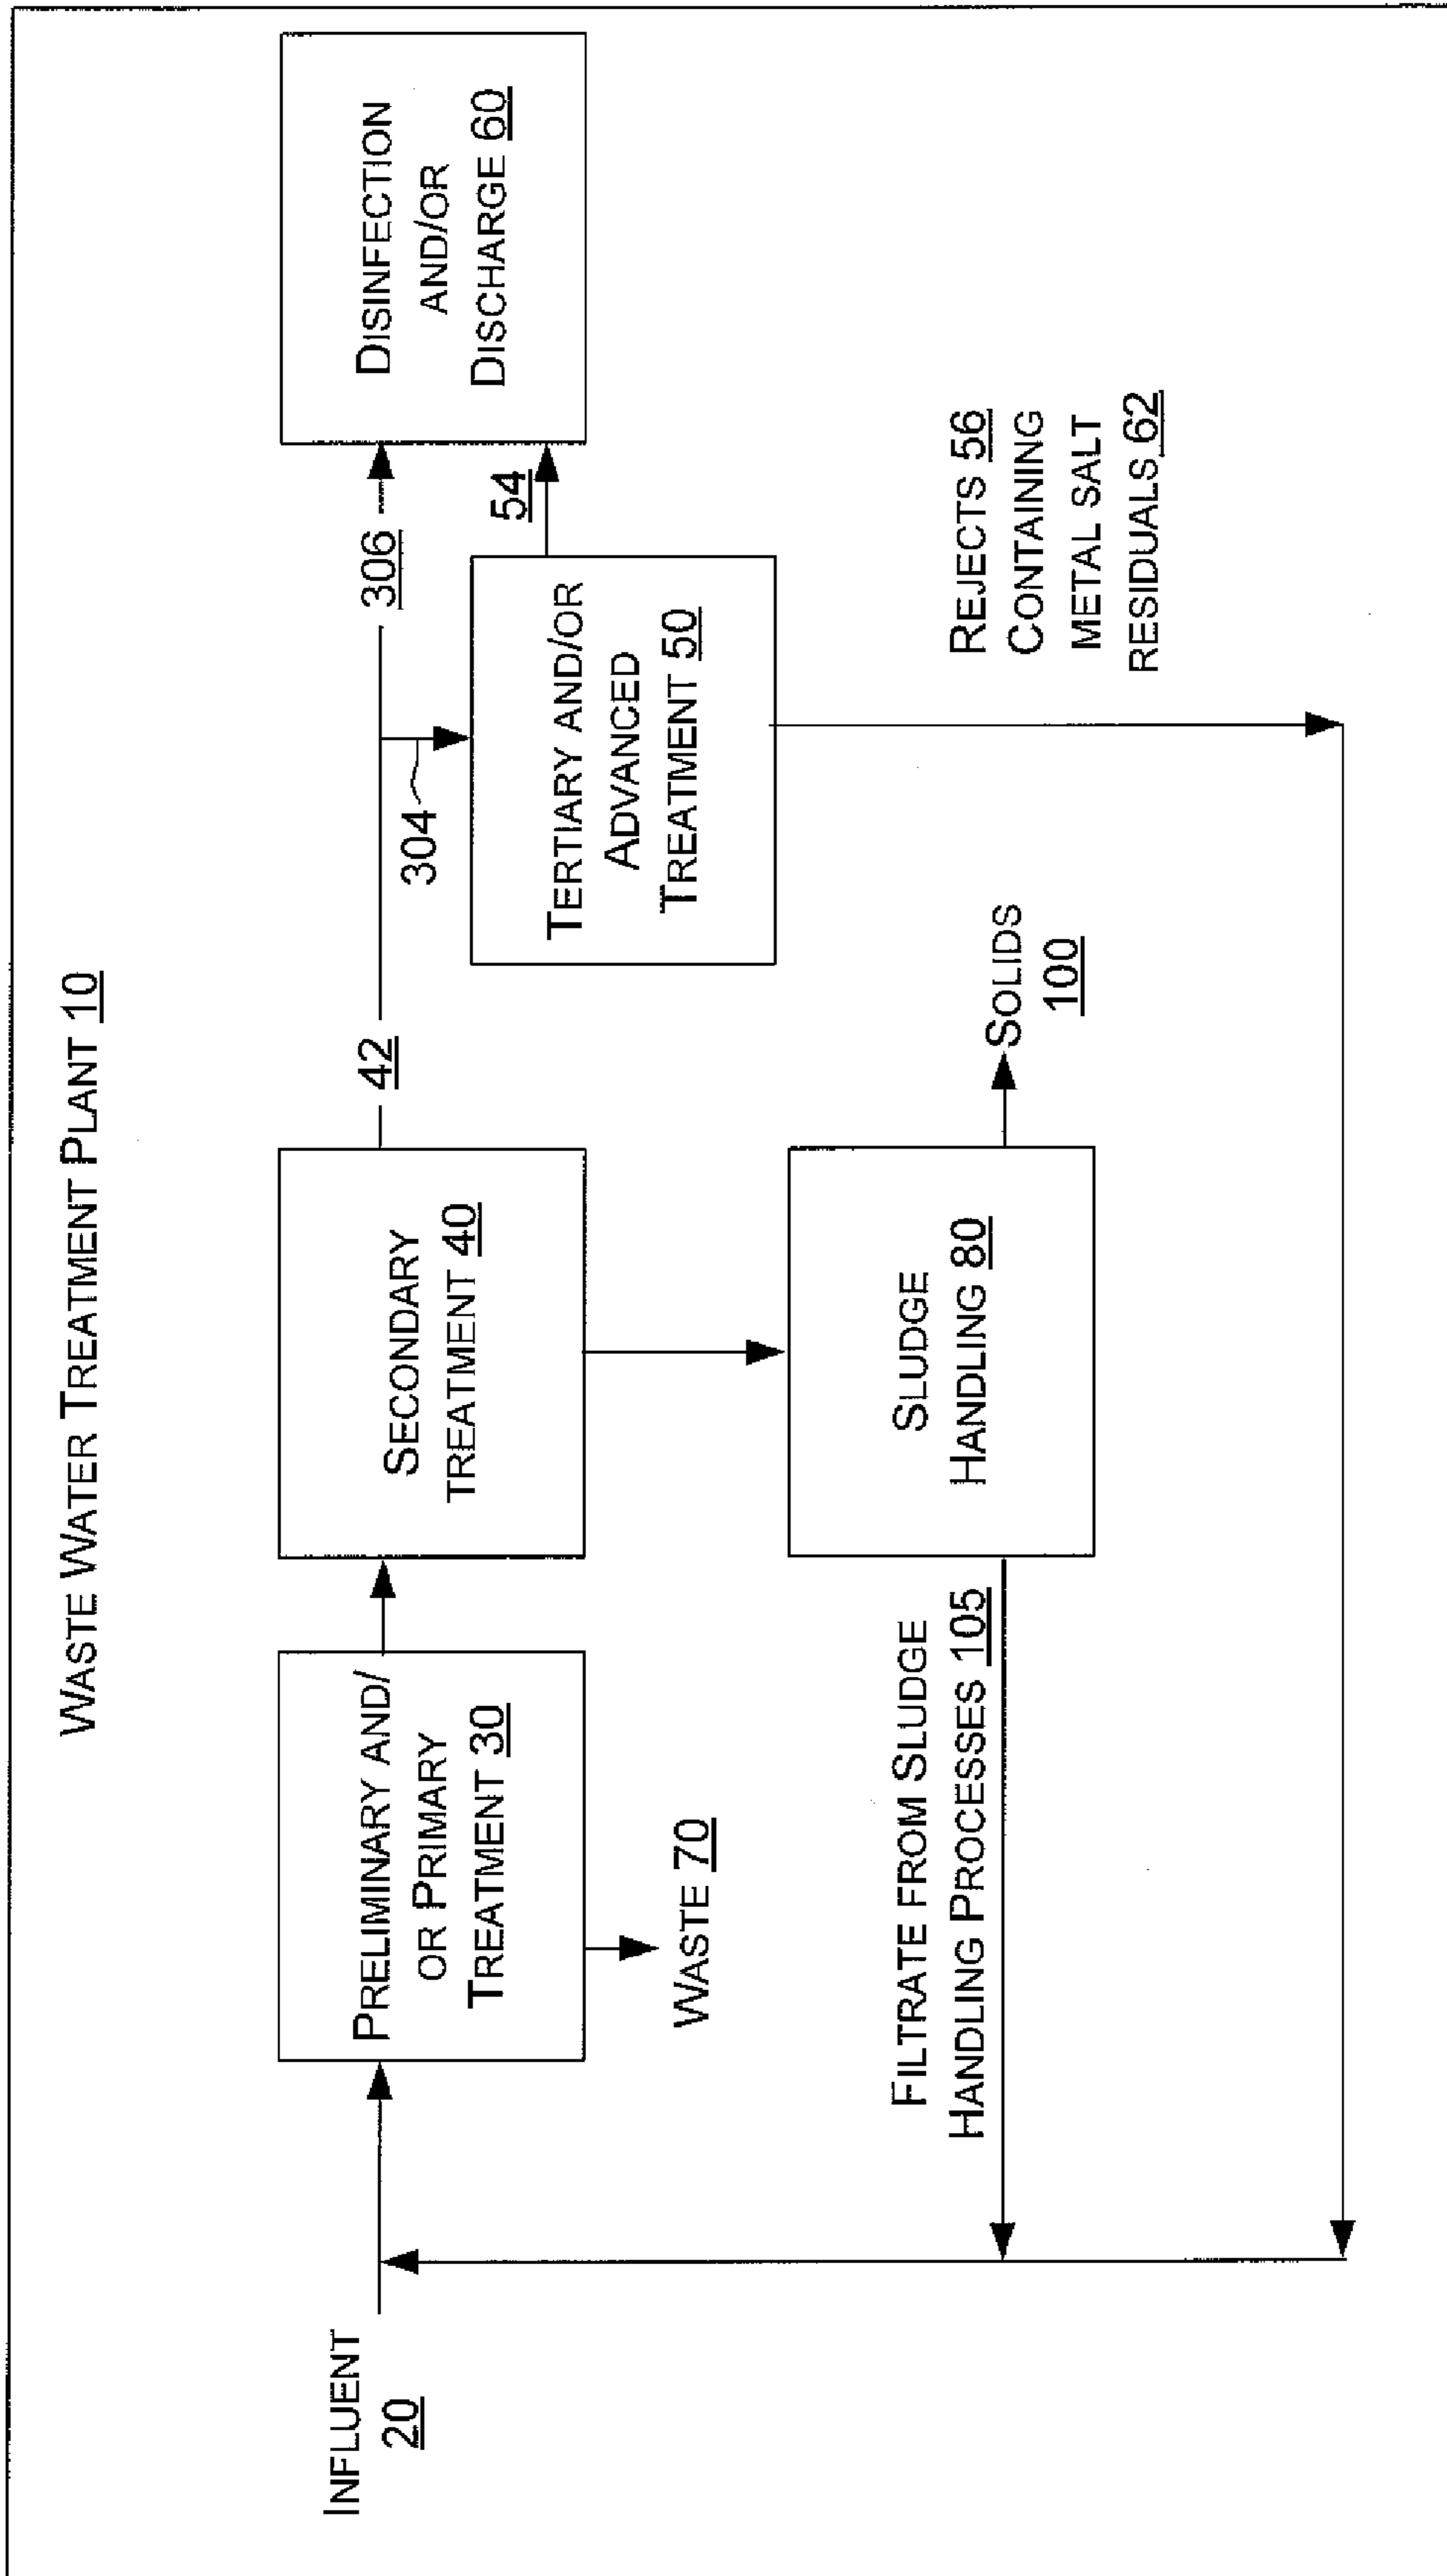 WASTE WATER TREATMENT PLANT 10
INFLUENT
20
PRELIMINARY AND/
OR PRIMARY
TREATMENT 30
WASTE 70
SECONDARY
TREATMENT 40
42
304
306
TERTIARY AND/OR
ADVANCED
TREATMENT 50
54
DISINFECTION
AND/OR
DISCHARGE 60
SLUDGE
HANDLING 80
SOLIDS
100
FILTRATE FROM SLUDGE
HANDLING PROCESSES 105
REJECTS 56
CONTAINING
METAL SALT
RESIDUALS 62